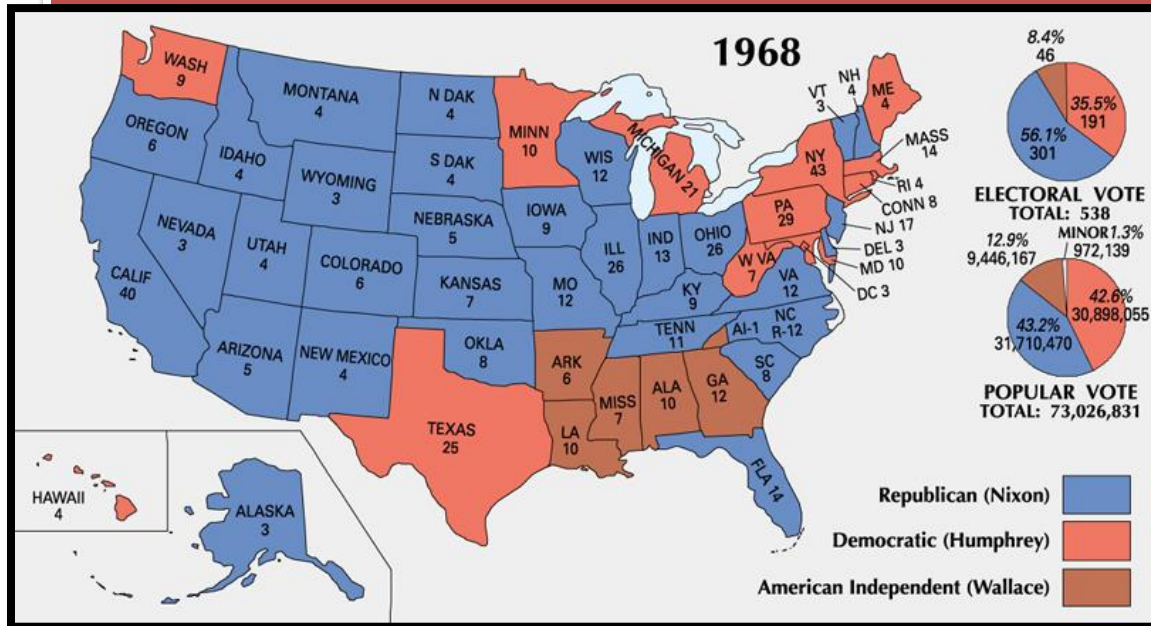 1968
WASH
9
OREGON
6
CALIF
40
NEVADA
3
IDAHO
4
MONTANA
4
WYOMING
3
UTAH
4
COLORADO
6
ARIZONA
5
NEW MEXICO
4
N DAK
4
S DAK
4
NEBRASKA
5
KANSAS
7
OKLA
8
TEXAS
25
MINN
10
IOWA
9
MO
12
ARK
6
LA
10
WIS
12
ILL
26
MICHIGAN 21
IND
13
OHIO
26
KY
9
TENN
11
MISS
7
ALA
10
GA
12
FLA 14
SC
8
AI-1
NC
R-12
VA
12
W VA
7
PA
29
NY
43
VT
3
NH
4
ME
4
MASS
14
RI 4
CONN 8
NJ 17
DEL 3
MD 10
DC 3
HAWAII
4
ALASKA
3
8.4%
46
35.5%
191
56.1%
301
ELECTORAL VOTE
TOTAL: 538
12.9%
9,446,167
MINOR 1.3%
972,139
42.6%
30,898,055
43.2%
31,710,470
POPULAR VOTE
TOTAL: 73,026,831
Republican (Nixon)
Democratic (Humphrey)
American Independent (Wallace)